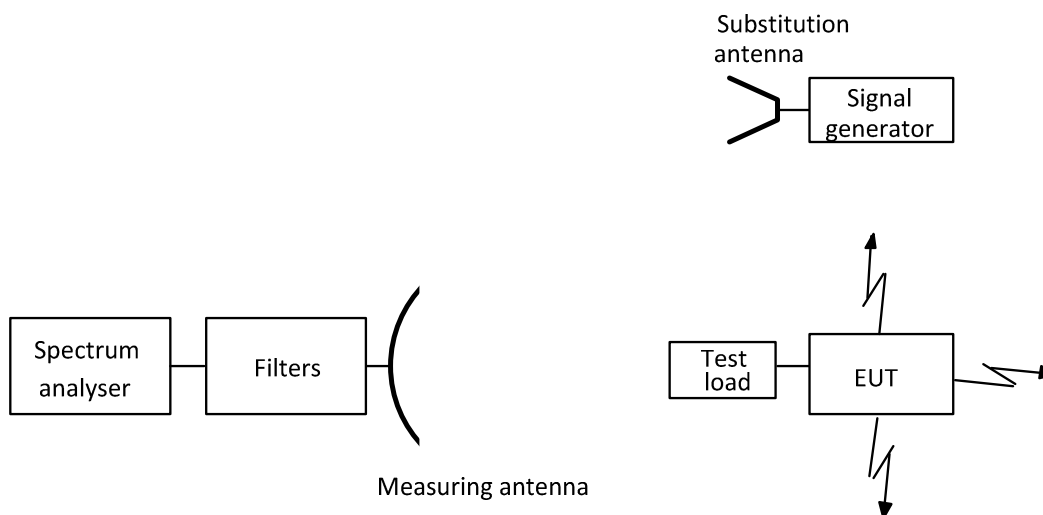 Substitution
antenna
Signal
generator
Spectrum
analyser
Filters
Test
load
EUT
Measuring antenna